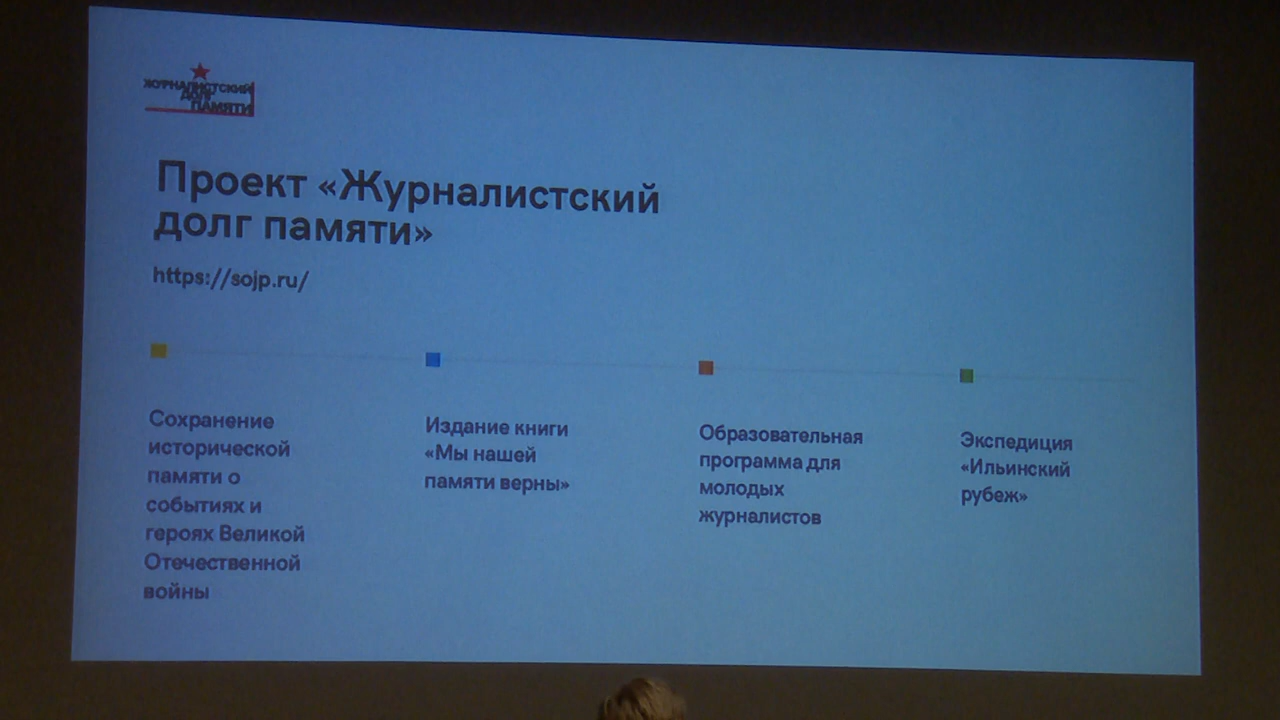 ЖУРНАЛИСТСКИЙ
ДОЛГ
ПАМЯТИ
Проект «Журналистский
долг памяти»
https://sojp.ru/
Сохранение
исторической
памяти о
событиях и
героях Великой
Отечественной
войны
Издание книги
«Мы нашей
памяти верны»
Образовательная
программа для
молодых
журналистов
Экспедиция
«Ильинский
рубеж»